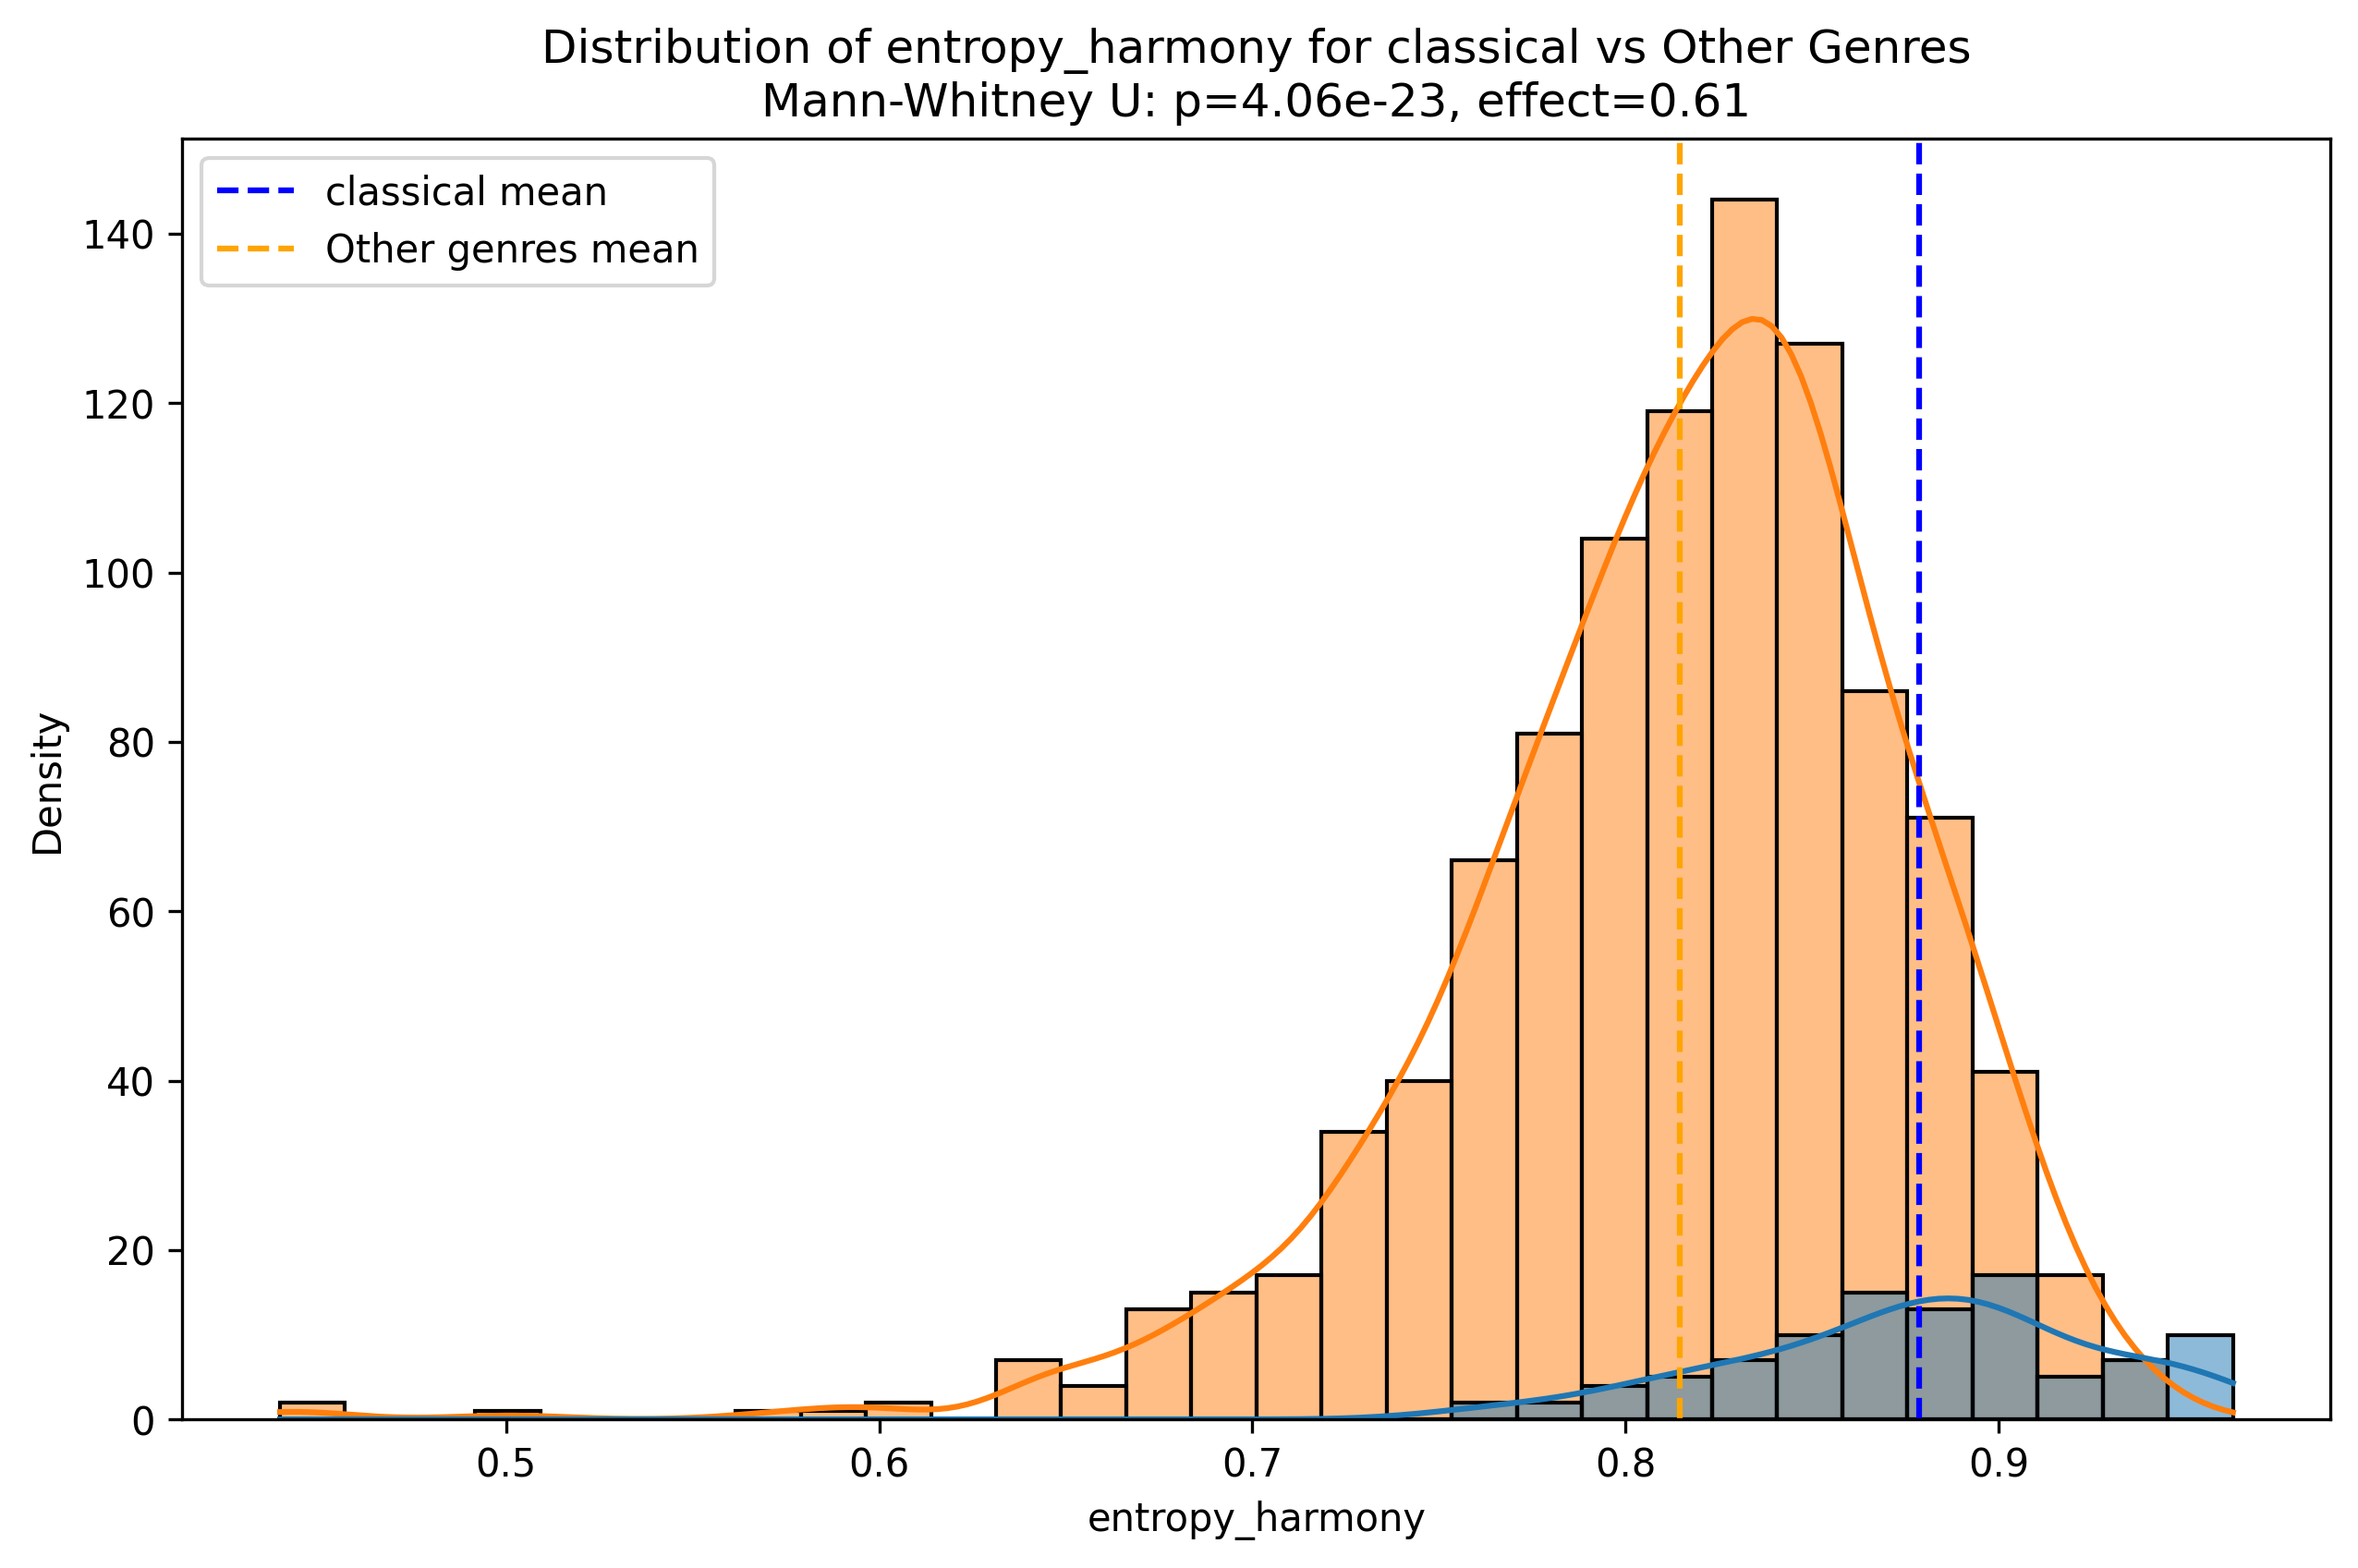 Distribution of entropy_harmony for classical vs Other Genres
Mann-Whitney U: p=4.06e-23, effect=0.61
classical mean
Other genres mean
140
120
100
80
60
40
20
0
Density
0.5 0.6 0.7 0.8 0.9
entropy_harmony